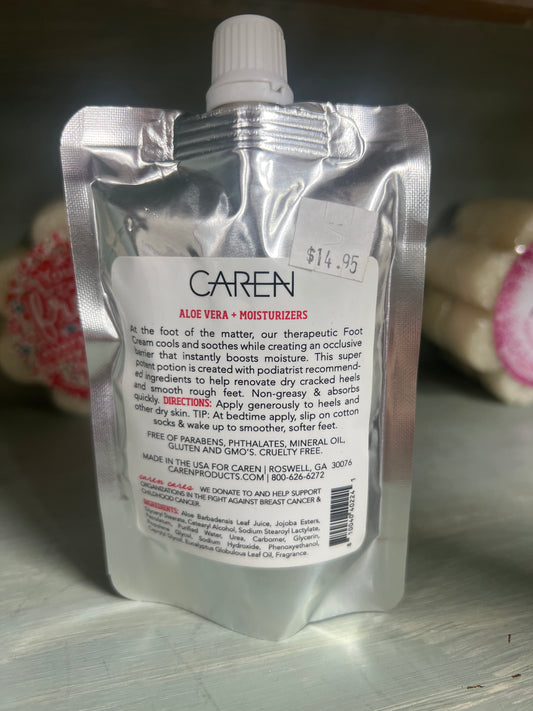 $14.95
CAREN
ALOE VERA + MOISTURIZERS
At the foot of the matter, our therapeutic Foot
Cream cools and soothes while creating an occlusive
barrier that instantly boosts moisture. This super
potent potion is created with podiatrist recommend-
ed ingredients to help renovate dry cracked heels
and smooth rough feet. Non-greasy & absorbs
quickly. DIRECTIONS: Apply generously to heels and
other dry skin. TIP: At bedtime apply, slip on cotton
socks & wake up to smoother, softer feet.
FREE OF PARABENS, PHTHALATES, MINERAL OIL,
GLUTEN AND GMO'S. CRUELTY FREE.
MADE IN THE USA FOR CAREN | ROSWELL, GA 30076
CARENPRODUCTS.COM | 800-626-6272
caren cares WE DONATE TO AND HELP SUPPORT
ORGANIZATIONS IN THE FIGHT AGAINST BREAST CANCER &
CHILDHOOD CANCER.
INGREDIENTS: Aloe Barbadensis Leaf Juice, Jojoba Esters,
Glyceryl Stearate, Cetearyl Alcohol, Sodium Stearoyl Lactylate,
Purified Water, Urea, Carbomer, Glycerin,
Propylene Glycol, Sodium Hydroxide, Phenoxyethanol,
Caprylyl Glycol, Eucalyptus Globulous Leaf Oil, Fragrance.